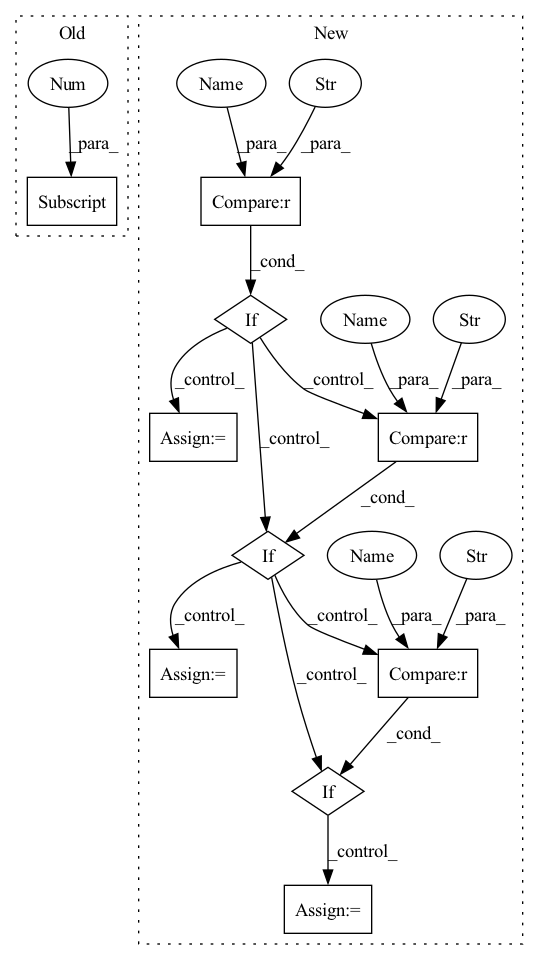 Old
New
Num
Name
Str
_para_
_para_
_para_
Subscript
Compare:r
_cond_
If
Name
Str
_control_
_control_
_para_
_para_
Assign:=
_control_
Compare:r
_cond_
If
Name
Str
_control_
_control_
_para_
_para_
Assign:=
_control_
Compare:r
_cond_
If
_control_
Assign:=